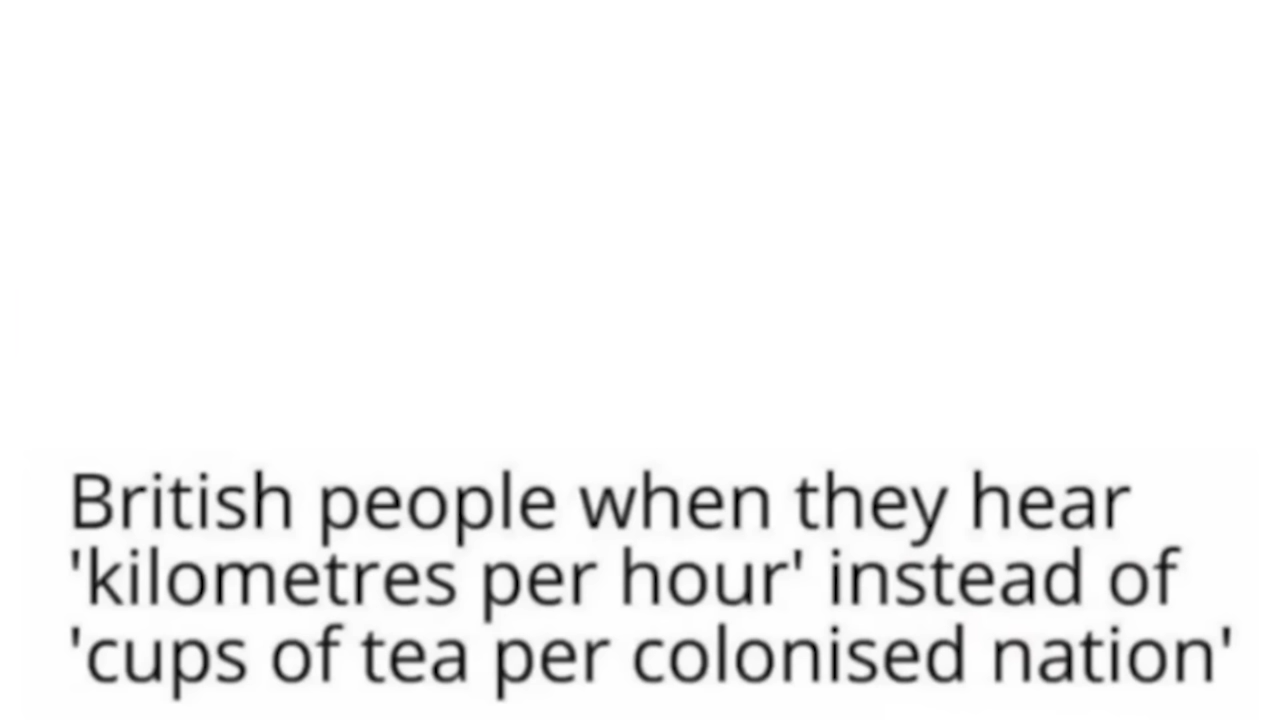 British people when they hear
'kilometres per hour' instead of
'cups of tea per colonised nation'